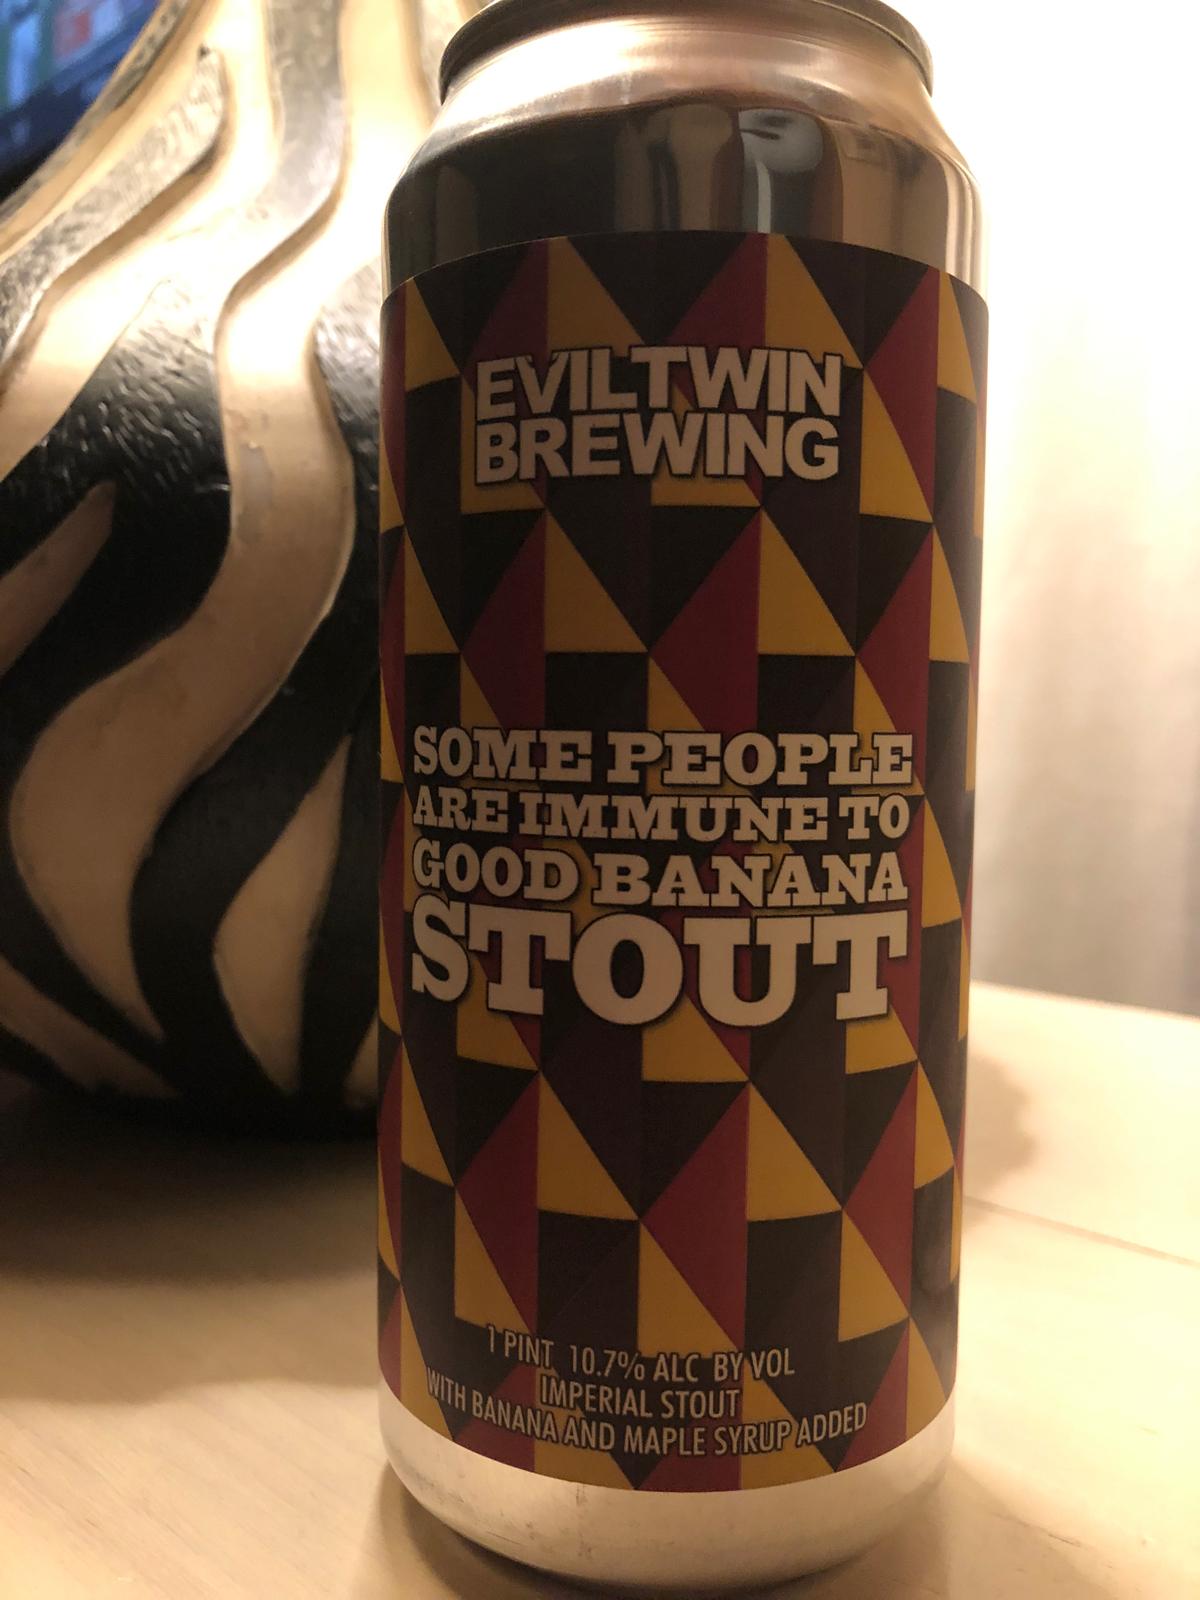 EVILTWIN
BREWING
SOME PEOPLE
ARE IMMUNE TO
GOOD BANANA
STOUT
1 PINT 10.7% ALC BY VOL
IMPERIAL STOUT
WITH BANANA AND MAPLE SYRUP ADDED